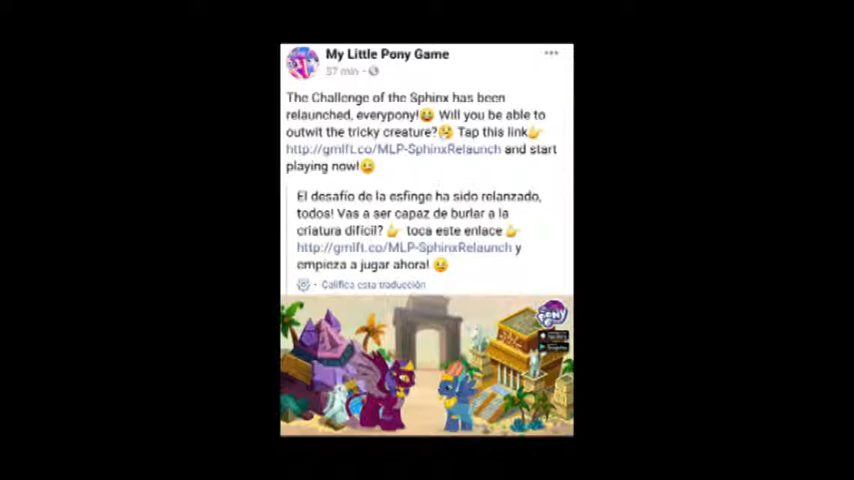 My Little Pony Game
57 min ·
The Challenge of the Sphinx has been
relaunched, everypony!😃 Will you be able to
outwit the tricky creature?🤔 Tap this link👉
http://gmlft.co/MLP-SphinxRelaunch and start
playing now!😉
El desafío de la esfinge ha sido relanzado,
todos! Vas a ser capaz de burlar a la
criatura difícil? 👉 toca este enlace 👉
http://gmlft.co/MLP-SphinxRelaunch y
empieza a jugar ahora! 😉
· Califica esta traducción
PONY